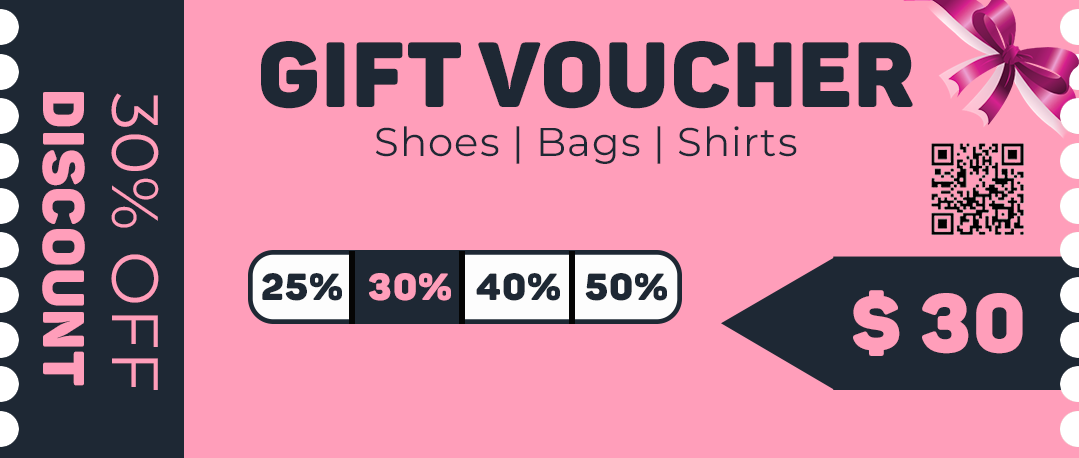 30% OFF
DISCOUNT
GIFT VOUCHER
Shoes | Bags | Shirts
25% 30% 40% 50%
$ 30